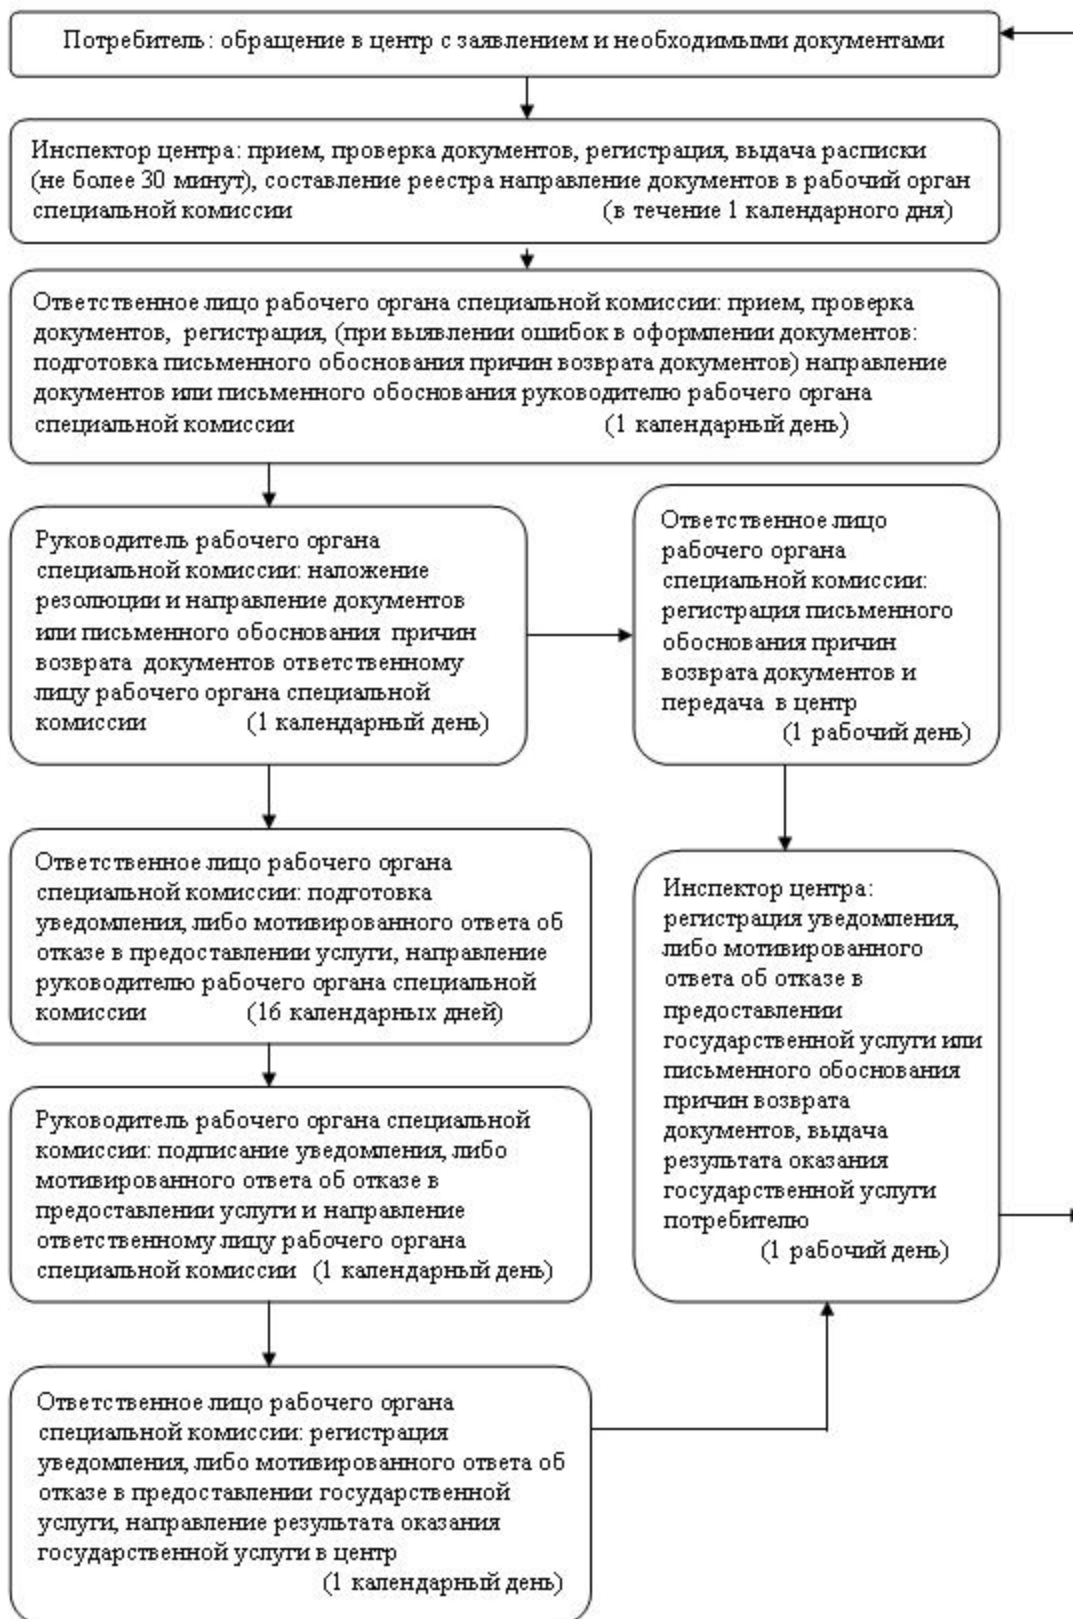 Потребитель: обращение в центр с заявлением и необходимыми документами
Инспектор центра: прием, проверка документов, регистрация, выдача расписки
(не более 30 минут), составление реестра направление документов в рабочий орган
специальной комиссии (в течение 1 календарного дня)
Ответственное лицо рабочего органа специальной комиссии: прием, проверка
документов, регистрация, (при выявлении ошибок в оформлении документов:
подготовка письменного обоснования причин возврата документов) направление
документов или письменного обоснования руководителю рабочего органа
специальной комиссии (1 календарный день)
Руководитель рабочего органа
специальной комиссии: наложение
резолюции и направление документов
или письменного обоснования причин
возврата документов ответственному
лицу рабочего органа специальной
комиссии (1 календарный день)
Ответственное лицо
рабочего органа
специальной комиссии:
регистрация письменного
обоснования причин
возврата документов и
передача в центр
(1 рабочий день)
Ответственное лицо рабочего органа
специальной комиссии: подготовка
уведомления, либо мотивированного ответа об
отказе в предоставлении услуги, направление
руководителю рабочего органа специальной
комиссии (16 календарных дней)
Инспектор центра:
регистрация уведомления,
либо мотивированного
ответа об отказе в
предоставлении
государственной услуги или
письменного обоснования
причин возврата
документов, выдача
результата оказания
государственной услуги
потребителю
(1 рабочий день)
Руководитель рабочего органа специальной
комиссии: подписание уведомления, либо
мотивированного ответа об отказе в
предоставлении услуги и направление
ответственному лицу рабочего органа
специальной комиссии (1 календарный день)
Ответственное лицо рабочего органа
специальной комиссии: регистрация
уведомления, либо мотивированного ответа об
отказе в предоставлении государственной
услуги, направление результата оказания
государственной услуги в центр
(1 календарный день)